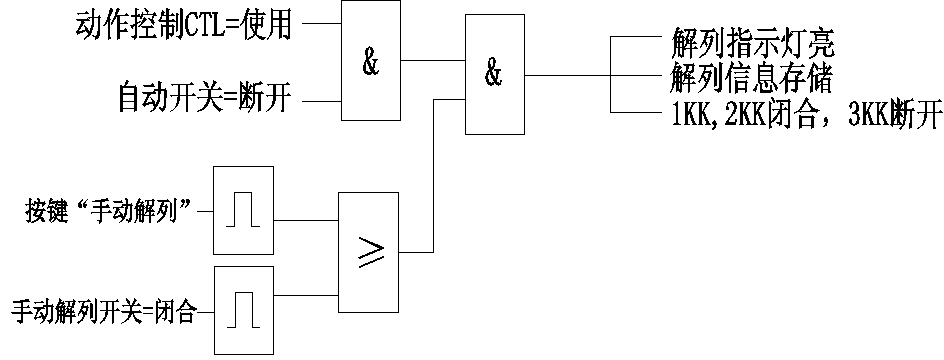 动作控制CTL=使用
&
自动开关=断开
&
解列指示灯亮
解列信息存储
1KK,2KK闭合，3KK断开
按键“手动解列”
≥
手动解列开关=闭合